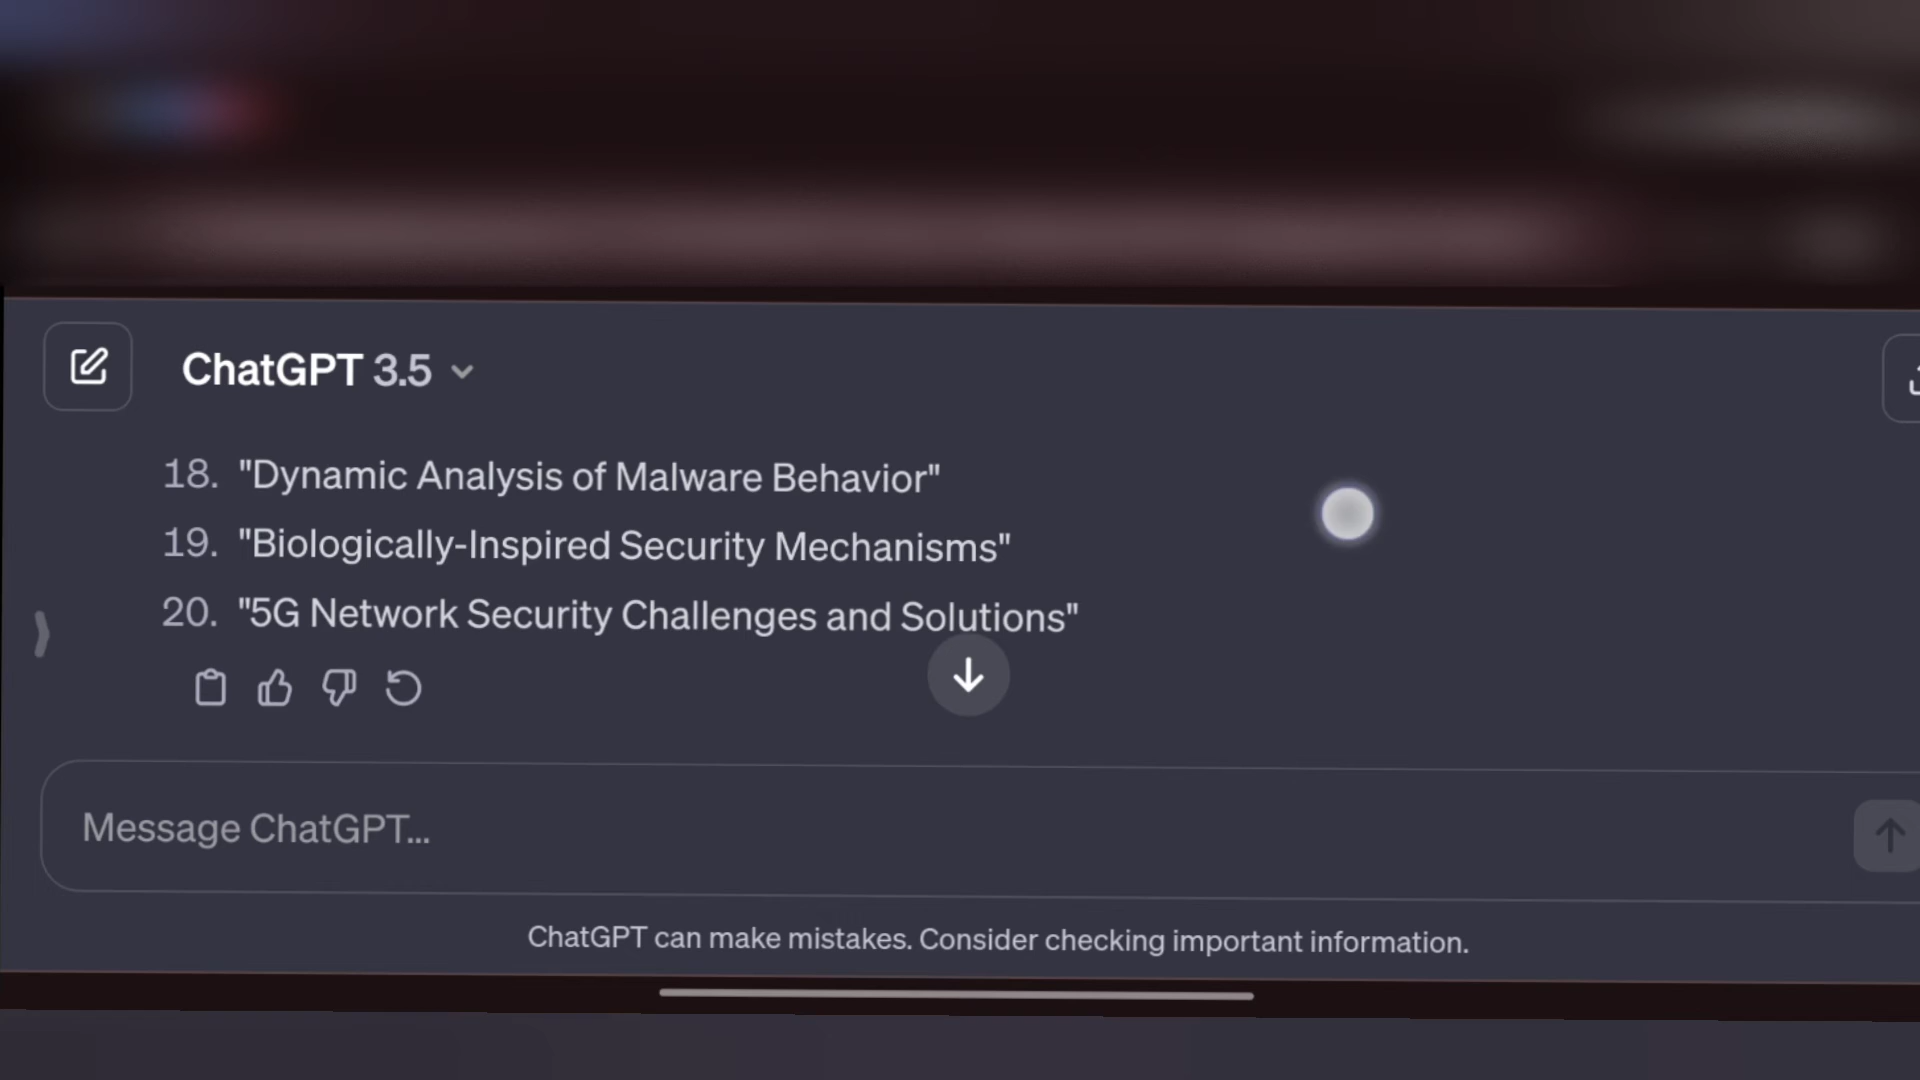 ChatGPT 3.5
18. "Dynamic Analysis of Malware Behavior"
19. "Biologically-Inspired Security Mechanisms"
20. "5G Network Security Challenges and Solutions"
Message ChatGPT...
ChatGPT can make mistakes. Consider checking important information.